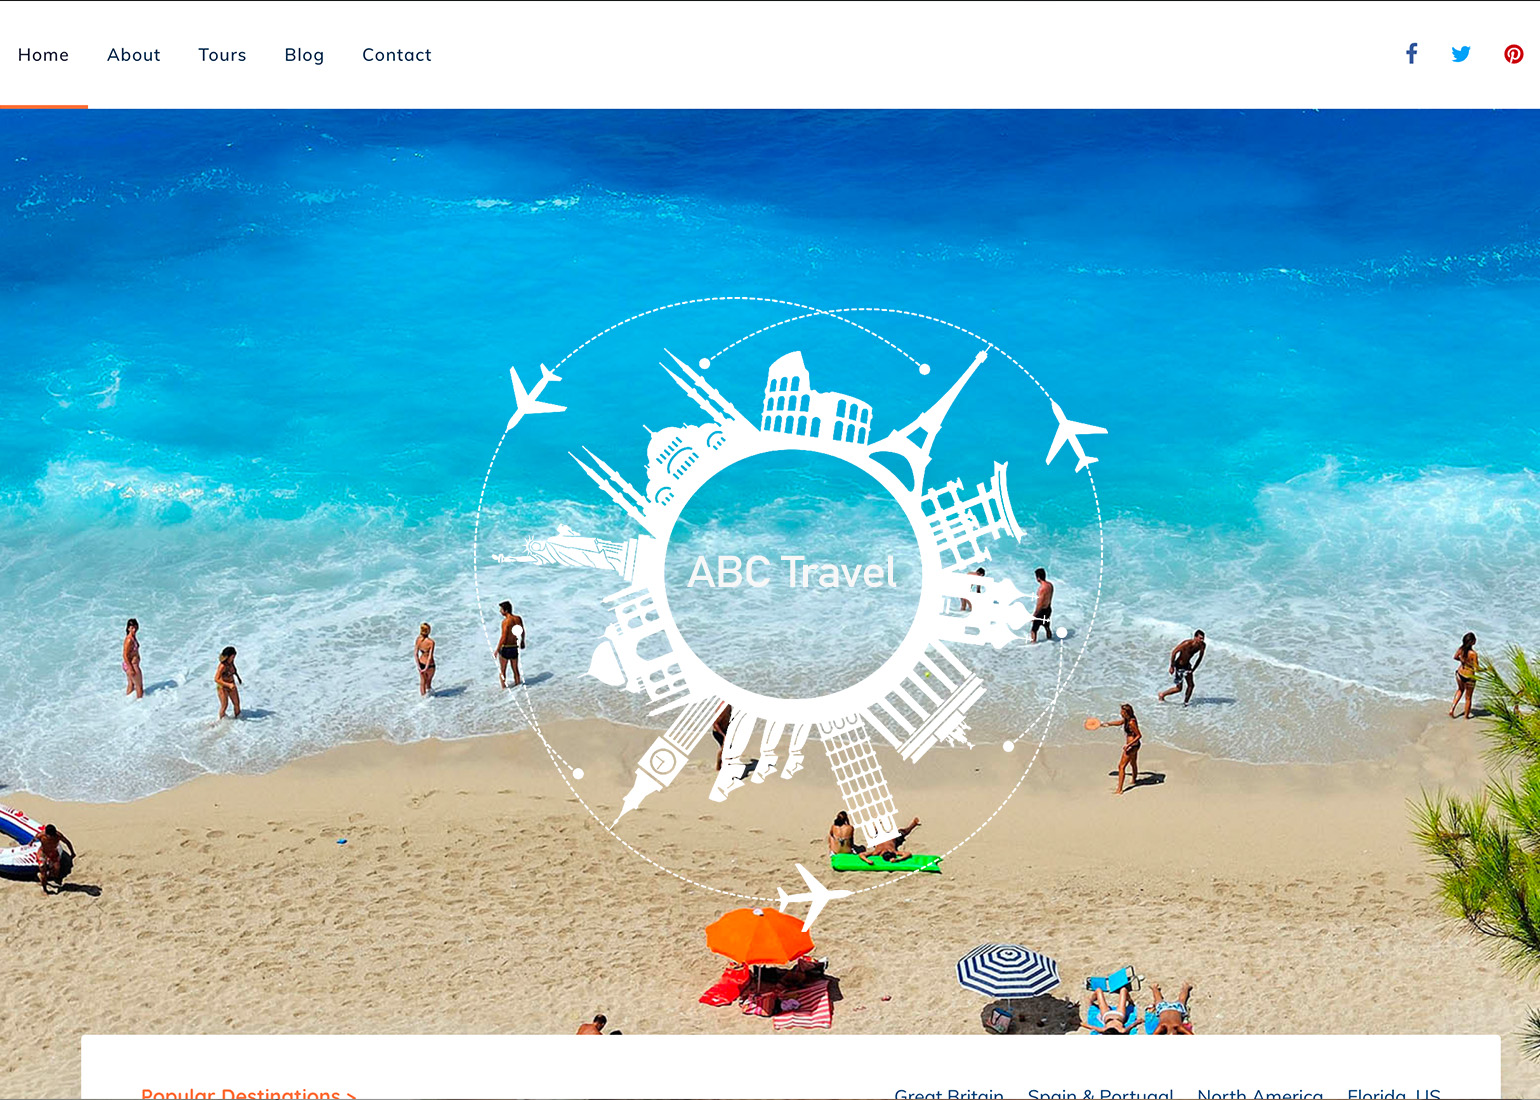 Home About Tours Blog Contact
ABC Travel
Popular Destinations > Great Britain Spain & Portugal North America Florida, US